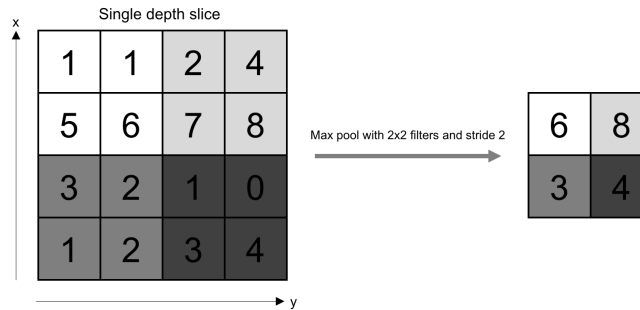 Single depth slice
x
1 1 2 4
5 6 7 8
3 2 1 0
1 2 3 4
y
Max pool with 2x2 filters and stride 2
6 8
3 4